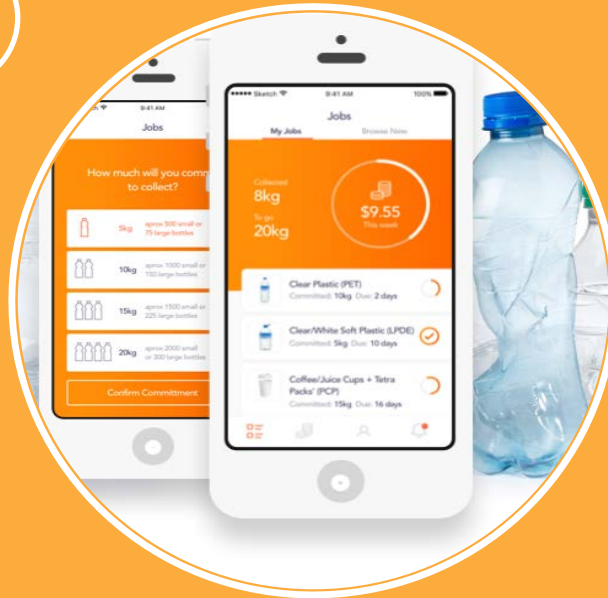 9:41 AM
Jobs
How much will you
to collect?
5kg
aprox 500 small or
75 large bottles
10kg
aprox 1000 small or
150 large bottles
15kg
aprox 1500 small or
225 large bottles
20kg
aprox 2000 small
or 300 large bottles
Confirm Committment
Sketch
9:41 AM
100%
Jobs
My Jobs
Browse New
Collected
8kg
To go
20kg
$9.55
This week
Clear Plastic (PET)
Committed: 10kg Due: 2 days
Clear/White Soft Plastic (LPDE)
Committed: 5kg Due: 10 days
Coffee/Juice Cups + Tetra
Packs' (PCP)
Committed: 15kg Due: 16 days